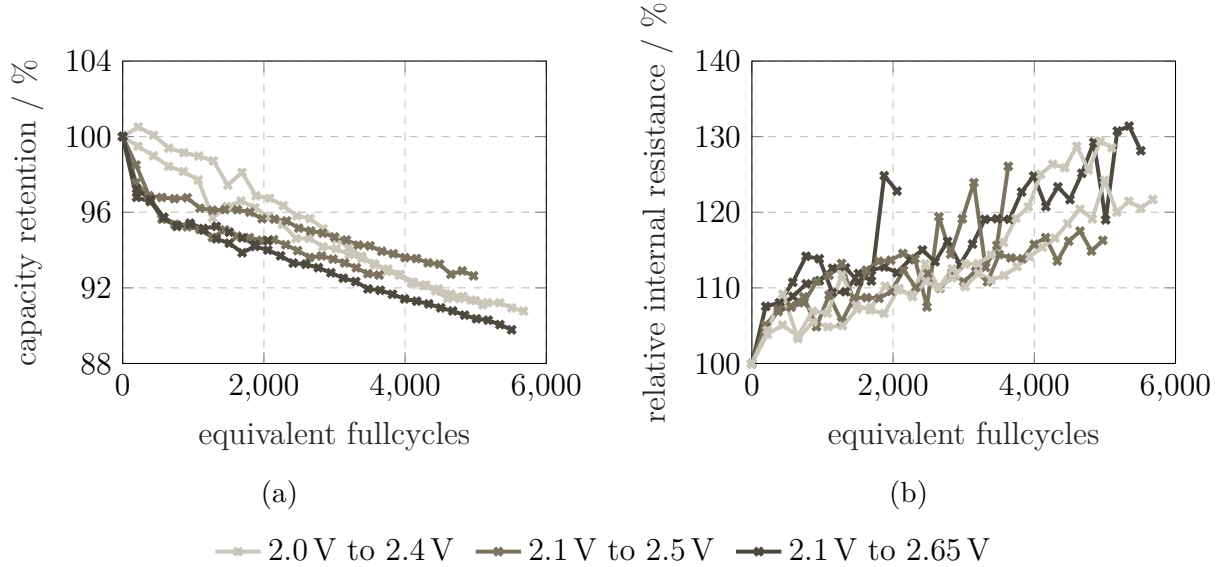 capacity retention / %
104
100
96
92
88
0
2,000
4,000
6,000
equivalent fullcycles
(a)
relative internal resistance / %
140
130
120
110
100
0
2,000
4,000
6,000
equivalent fullcycles
(b)
2.0 V to 2.4 V
2.1 V to 2.5 V
2.1 V to 2.65 V